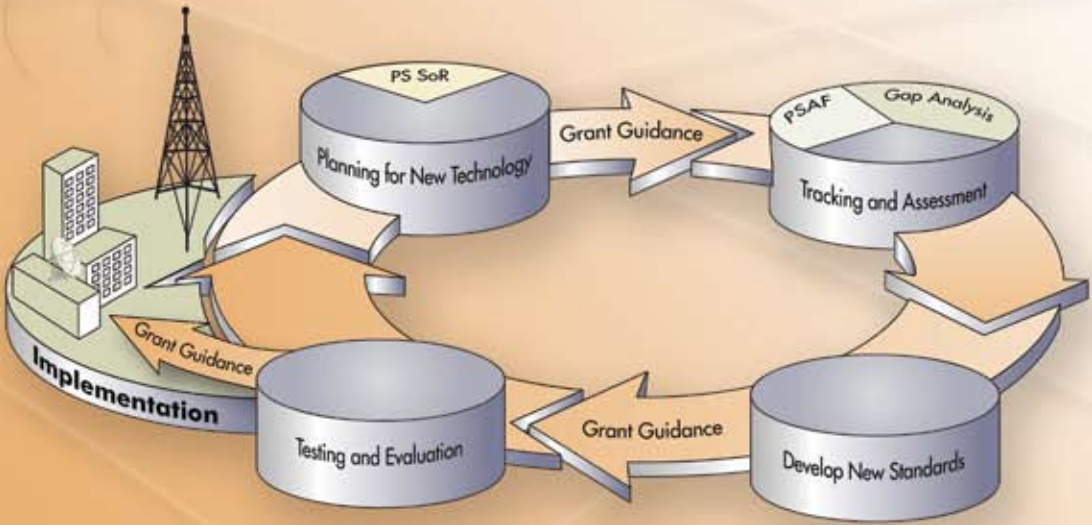 PS SoR
Planning for New Technology
Grant Guidance
PSAF
Gap Analysis
Tracking and Assessment
Grant Guidance
Implementation
Testing and Evaluation
Grant Guidance
Develop New Standards